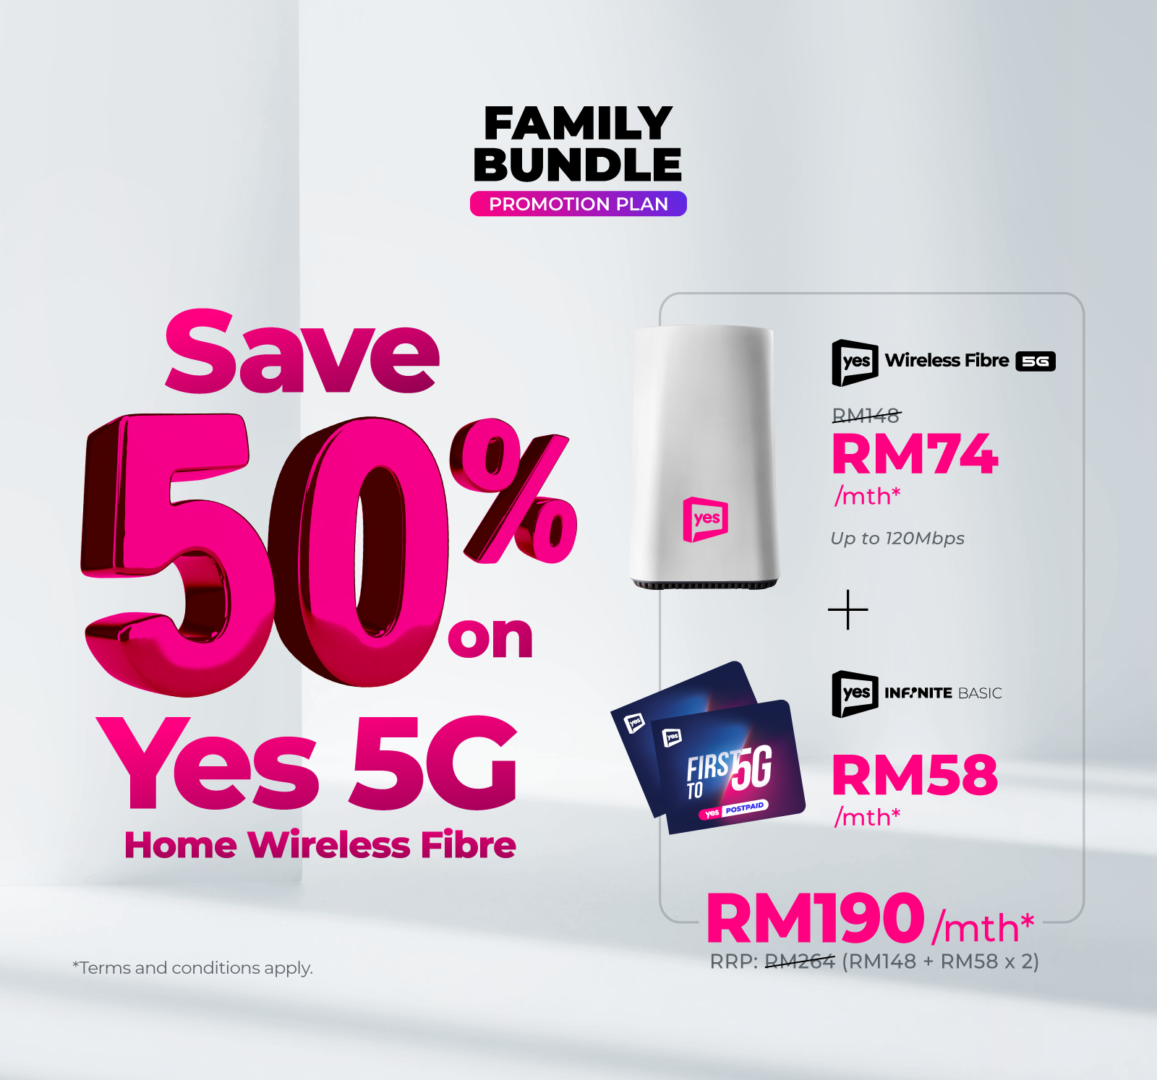 FAMILY
BUNDLE
PROMOTION PLAN
Save
50%
on
Yes 5G
Home Wireless Fibre
*Terms and conditions apply.
yes
yes Wireless Fibre 5G
RM148
RM74
/mth*
Up to 120Mbps
+
yes
yes
FIRST
TO 5G
yes POSTPAID
yes INFINITE BASIC
RM58
/mth*
RM190 /mth*
RRP: RM264 (RM148 + RM58 x 2)